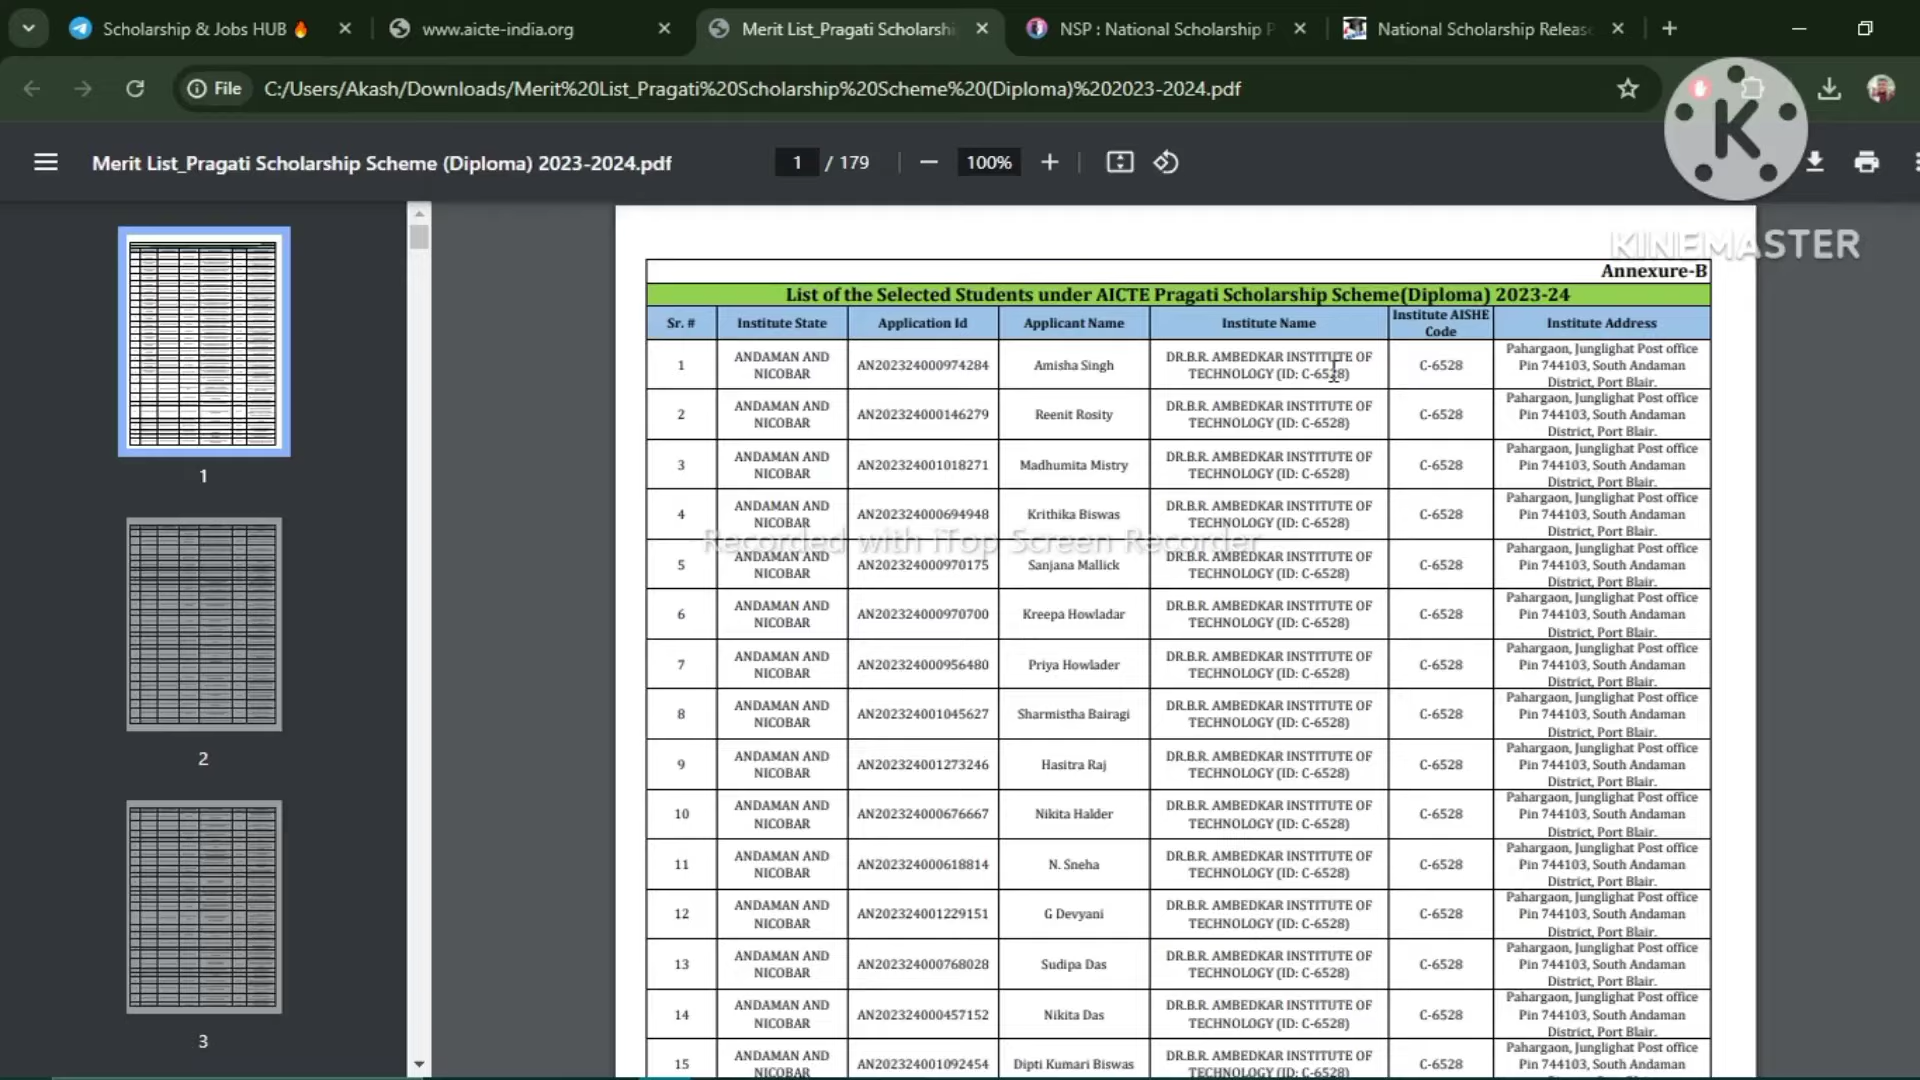 Scholarship & Jobs HUB🔥
www.aicte-india.org
Merit List_Pragati Scholarshi
NSP : National Scholarship P
National Scholarship Releas
File
C:/Users/Akash/Downloads/Merit%20List_Pragati%20Scholarship%20Scheme%20(Diploma)%202023-2024.pdf
K
Merit List_Pragati Scholarship Scheme (Diploma) 2023-2024.pdf
1 / 179
100%
KINEMASTER
1
2
3
Annexure-B
List of the Selected Students under AICTE Pragati Scholarship Scheme(Diploma) 2023-24
Sr. # Institute State Application Id Applicant Name Institute Name Institute AISHE Code Institute Address
1 ANDAMAN AND NICOBAR AN202324000974284 Amisha Singh DR.B.R. AMBEDKAR INSTITUTE OF TECHNOLOGY (ID: C-6528) C-6528 Pahargaon, Junglighat Post office Pin 744103, South Andaman District, Port Blair.
2 ANDAMAN AND NICOBAR AN202324000146279 Reenit Rosity DR.B.R. AMBEDKAR INSTITUTE OF TECHNOLOGY (ID: C-6528) C-6528 Pahargaon, Junglighat Post office Pin 744103, South Andaman District, Port Blair.
3 ANDAMAN AND NICOBAR AN202324001018271 Madhumita Mistry DR.B.R. AMBEDKAR INSTITUTE OF TECHNOLOGY (ID: C-6528) C-6528 Pahargaon, Junglighat Post office Pin 744103, South Andaman District, Port Blair.
4 ANDAMAN AND NICOBAR AN202324000694948 Krithika Biswas DR.B.R. AMBEDKAR INSTITUTE OF TECHNOLOGY (ID: C-6528) C-6528 Pahargaon, Junglighat Post office Pin 744103, South Andaman District, Port Blair.
Recorded with iTop Screen Recorder
5 ANDAMAN AND NICOBAR AN202324000970175 Sanjana Mallick DR.B.R. AMBEDKAR INSTITUTE OF TECHNOLOGY (ID: C-6528) C-6528 Pahargaon, Junglighat Post office Pin 744103, South Andaman District, Port Blair.
6 ANDAMAN AND NICOBAR AN202324000970700 Kreepa Howladar DR.B.R. AMBEDKAR INSTITUTE OF TECHNOLOGY (ID: C-6528) C-6528 Pahargaon, Junglighat Post office Pin 744103, South Andaman District, Port Blair.
7 ANDAMAN AND NICOBAR AN202324000956480 Priya Howlader DR.B.R. AMBEDKAR INSTITUTE OF TECHNOLOGY (ID: C-6528) C-6528 Pahargaon, Junglighat Post office Pin 744103, South Andaman District, Port Blair.
8 ANDAMAN AND NICOBAR AN202324001045627 Sharmistha Bairagi DR.B.R. AMBEDKAR INSTITUTE OF TECHNOLOGY (ID: C-6528) C-6528 Pahargaon, Junglighat Post office Pin 744103, South Andaman District, Port Blair.
9 ANDAMAN AND NICOBAR AN202324001273246 Hasitra Raj DR.B.R. AMBEDKAR INSTITUTE OF TECHNOLOGY (ID: C-6528) C-6528 Pahargaon, Junglighat Post office Pin 744103, South Andaman District, Port Blair.
10 ANDAMAN AND NICOBAR AN202324000676667 Nikita Halder DR.B.R. AMBEDKAR INSTITUTE OF TECHNOLOGY (ID: C-6528) C-6528 Pahargaon, Junglighat Post office Pin 744103, South Andaman District, Port Blair.
11 ANDAMAN AND NICOBAR AN202324000618814 N. Sneha DR.B.R. AMBEDKAR INSTITUTE OF TECHNOLOGY (ID: C-6528) C-6528 Pahargaon, Junglighat Post office Pin 744103, South Andaman District, Port Blair.
12 ANDAMAN AND NICOBAR AN202324001229151 G Devyani DR.B.R. AMBEDKAR INSTITUTE OF TECHNOLOGY (ID: C-6528) C-6528 Pahargaon, Junglighat Post office Pin 744103, South Andaman District, Port Blair.
13 ANDAMAN AND NICOBAR AN202324000768028 Sudipa Das DR.B.R. AMBEDKAR INSTITUTE OF TECHNOLOGY (ID: C-6528) C-6528 Pahargaon, Junglighat Post office Pin 744103, South Andaman District, Port Blair.
14 ANDAMAN AND NICOBAR AN202324000457152 Nikita Das DR.B.R. AMBEDKAR INSTITUTE OF TECHNOLOGY (ID: C-6528) C-6528 Pahargaon, Junglighat Post office Pin 744103, South Andaman District, Port Blair.
15 ANDAMAN AND NICOBAR AN202324001092454 Dipti Kumari Biswas DR.B.R. AMBEDKAR INSTITUTE OF TECHNOLOGY (ID: C-6528) C-6528 Pahargaon, Junglighat Post office Pin 744103, South Andaman